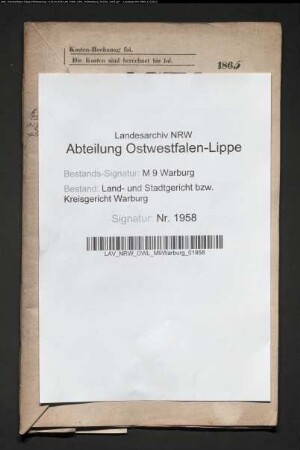 Kosten-Rechnung fol.
Die Kosten sind berechnet bis fol. 1865
Landesarchiv NRW
Abteilung Ostwestfalen-Lippe
Bestands-Signatur: M 9 Warburg
Bestand: Land- und Stadtgericht bzw.
Kreisgericht Warburg
Signatur: Nr. 1958
LAV_NRW_OWL_M9Warburg_01958